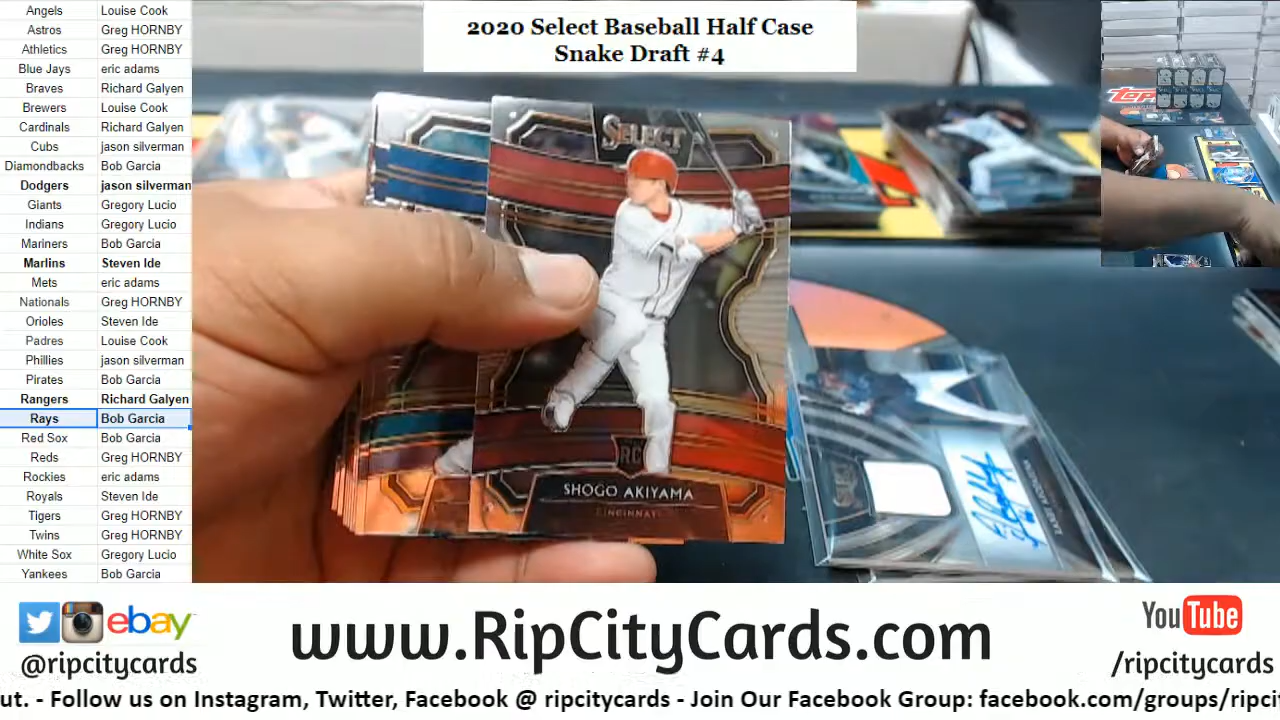 2020 Select Baseball Half Case
Snake Draft #4
Angels Louise Cook
Astros Greg HORNBY
Athletics Greg HORNBY
Blue Jays eric adams
Braves Richard Galyen
Brewers Louise Cook
Cardinals Richard Galyen
Cubs jason silverman
Diamondbacks Bob Garcia
Dodgers jason silverman
Giants Gregory Lucio
Indians Gregory Lucio
Mariners Bob Garcia
Marlins Steven Ide
Mets eric adams
Nationals Greg HORNBY
Orioles Steven Ide
Padres Louise Cook
Phillies jason silverman
Pirates Bob Garcia
Rangers Richard Galyen
Rays Bob Garcia
Red Sox Bob Garcia
Reds Greg HORNBY
Rockies eric adams
Royals Steven Ide
Tigers Greg HORNBY
Twins Greg HORNBY
White Sox Gregory Lucio
Yankees Bob Garcia
SELECT
RC
SHOGO AKIYAMA
CINCINNATI
TOPPS
ebay
@ripcitycards
www.RipCityCards.com
YouTube
/ripcitycards
ut. - Follow us on Instagram, Twitter, Facebook @ ripcitycards - Join Our Facebook Group: facebook.com/groups/ripci